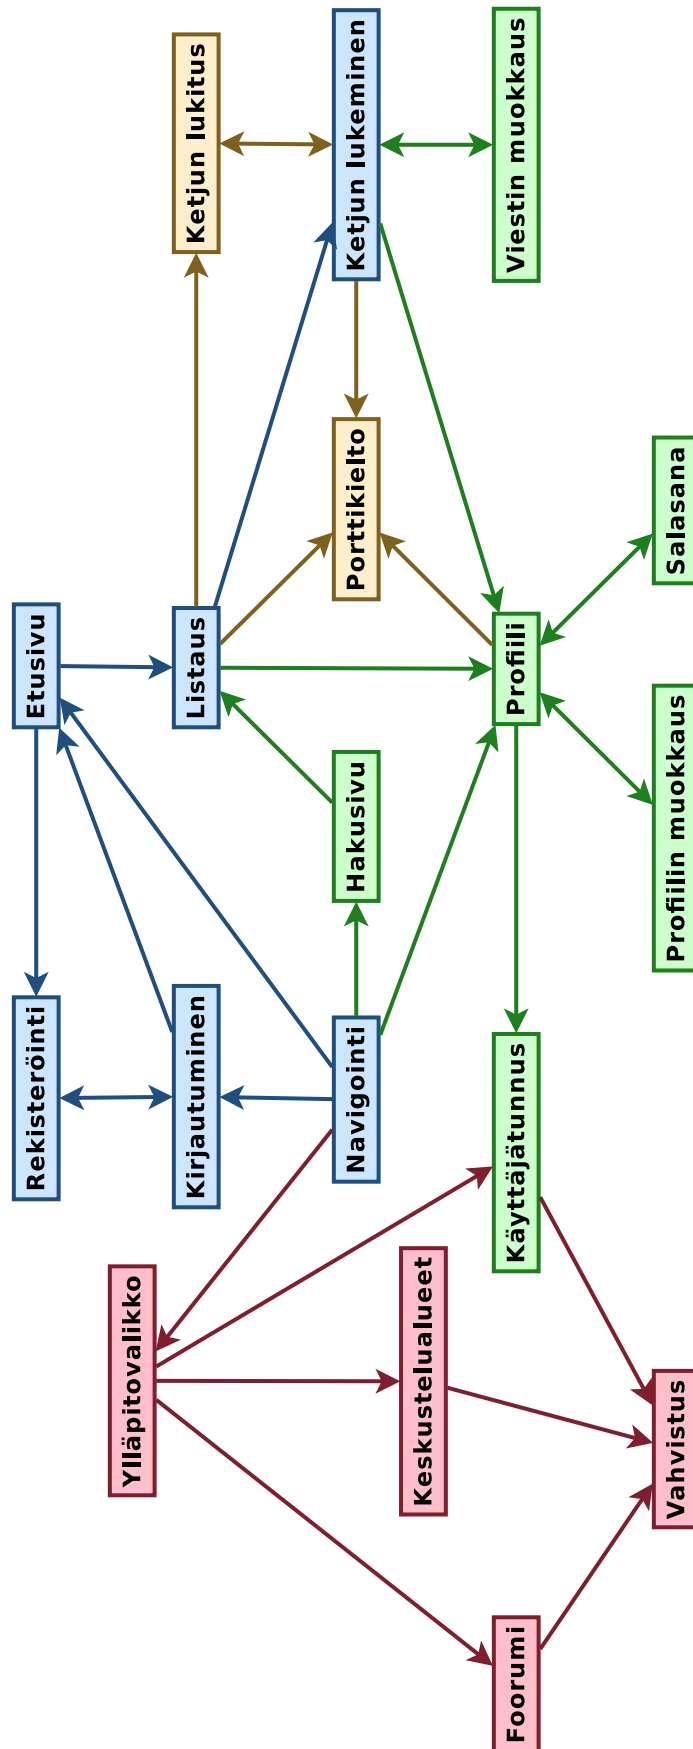 Ketjun lukitus
Ketjun lukeminen
Viestin muokkaus
Porttikielto
Salasana
Etusivu
Listaus
Profiili
Hakusivu
Profiilin muokkaus
Rekisteröinti
Kirjautuminen
Navigointi
Käyttäjätunnus
Ylläpitovalikko
Keskustelualueet
Vahvistus
Foorumi